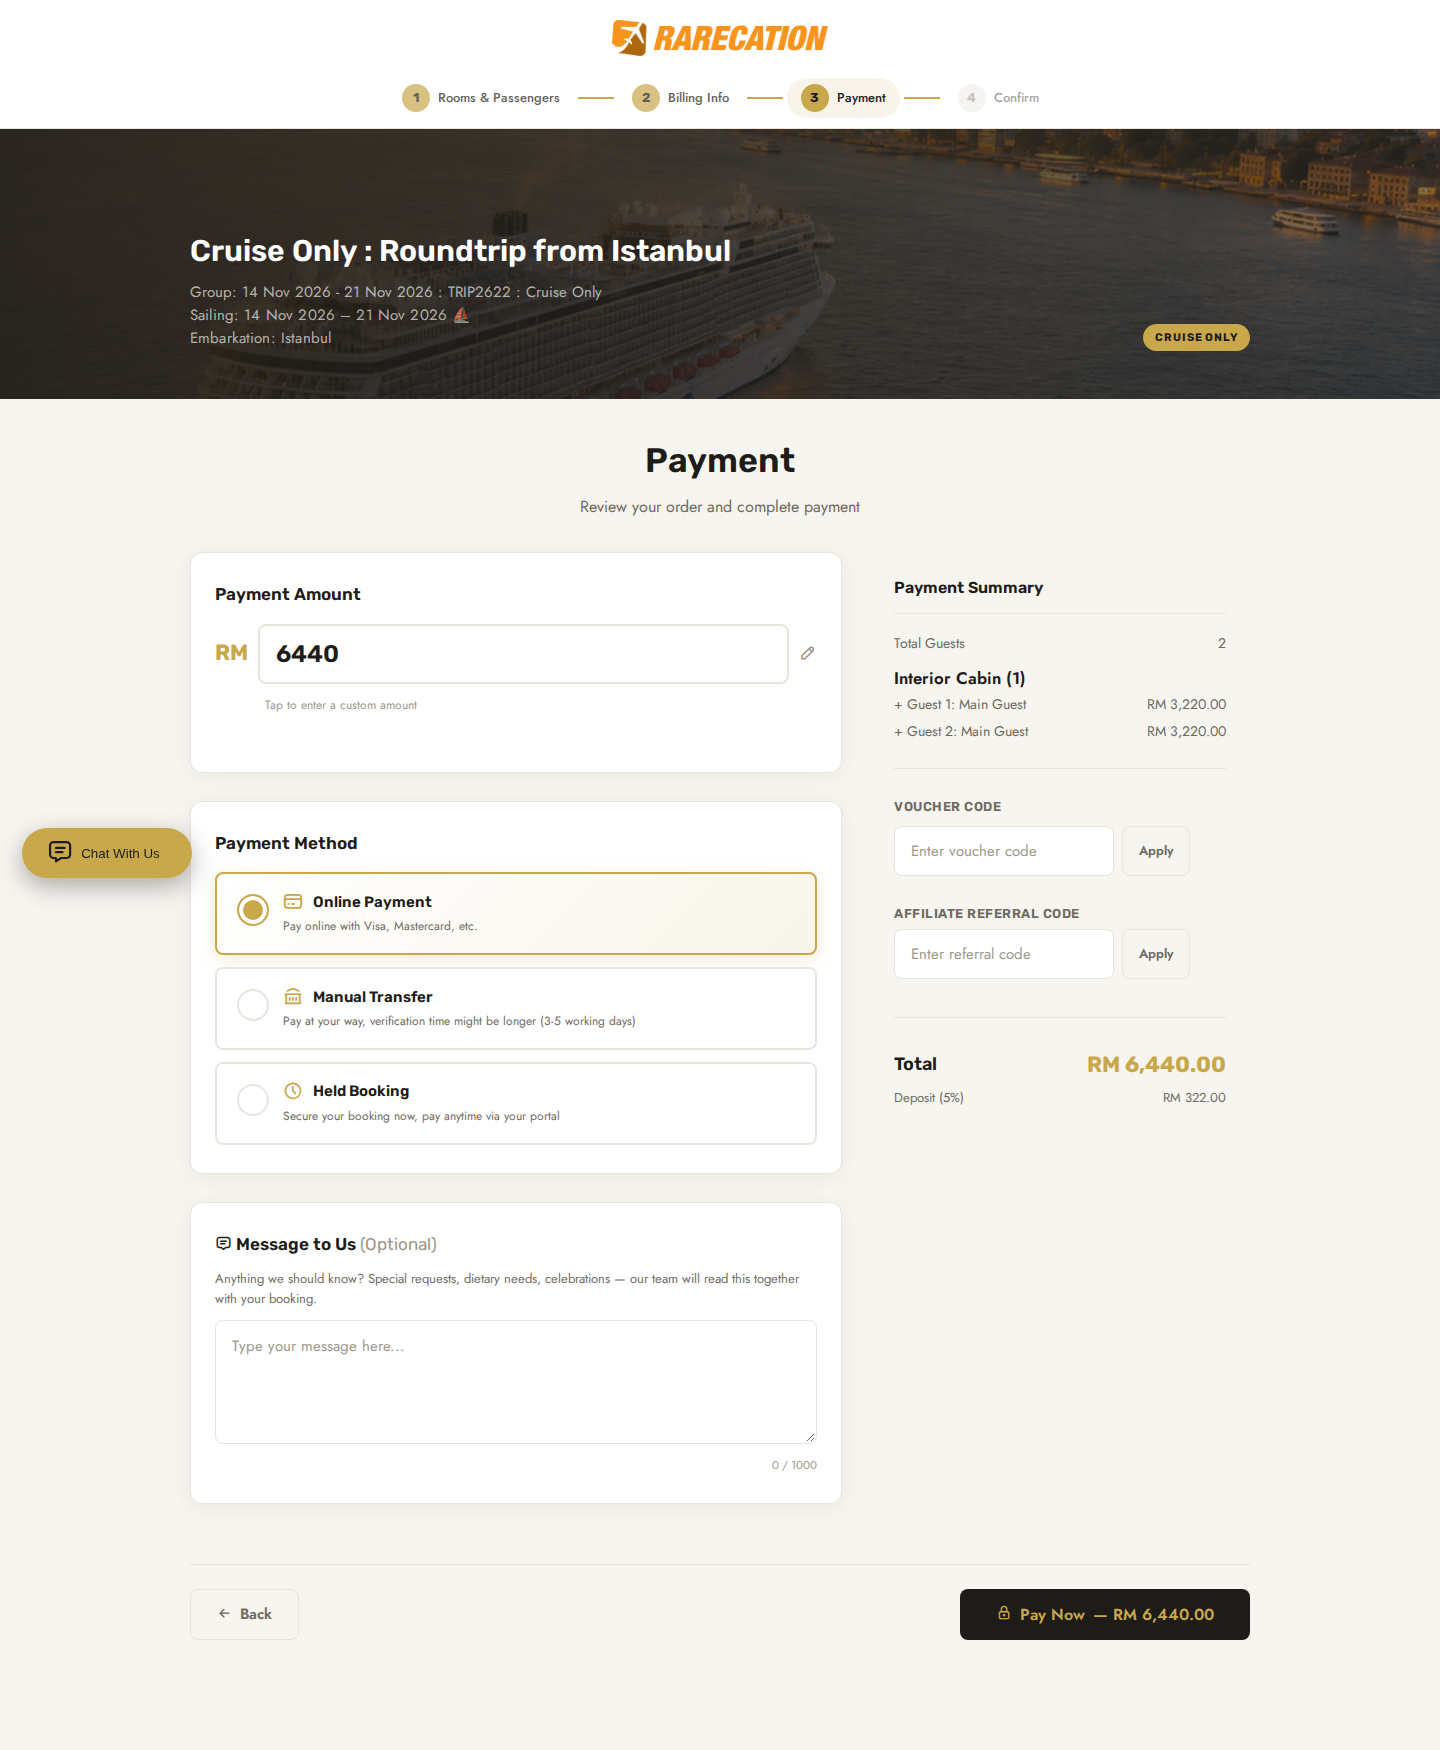 RARECATION
1 Rooms & Passengers
2 Billing Info
3 Payment
4 Confirm
Cruise Only : Roundtrip from Istanbul
Group: 14 Nov 2026 - 21 Nov 2026 : TRIP2622 : Cruise Only
Sailing: 14 Nov 2026 – 21 Nov 2026 ⛵
Embarkation: Istanbul
CRUISE ONLY
Payment
Review your order and complete payment
Payment Amount
RM 6440
Tap to enter a custom amount
Payment Method
Online Payment
Pay online with Visa, Mastercard, etc.
Manual Transfer
Pay at your way, verification time might be longer (3-5 working days)
Held Booking
Secure your booking now, pay anytime via your portal
Message to Us (Optional)
Anything we should know? Special requests, dietary needs, celebrations — our team will read this together
with your booking.
Type your message here...
0 / 1000
Payment Summary
Total Guests 2
Interior Cabin (1)
+ Guest 1: Main Guest RM 3,220.00
+ Guest 2: Main Guest RM 3,220.00
VOUCHER CODE
Enter voucher code Apply
AFFILIATE REFERRAL CODE
Enter referral code Apply
Total RM 6,440.00
Deposit (5%) RM 322.00
Chat With Us
← Back
Pay Now — RM 6,440.00